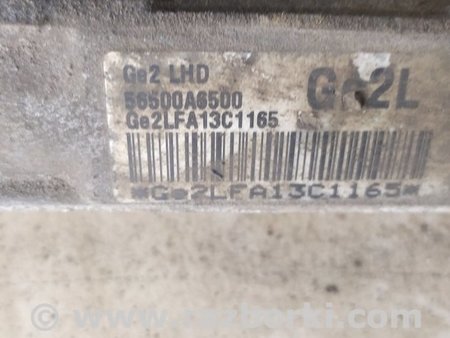 Ge2 LHD
56500A6500 Ge2L
Ge2LFA13C1165
*Ge2LFA13C1165*
© www.razborki.com